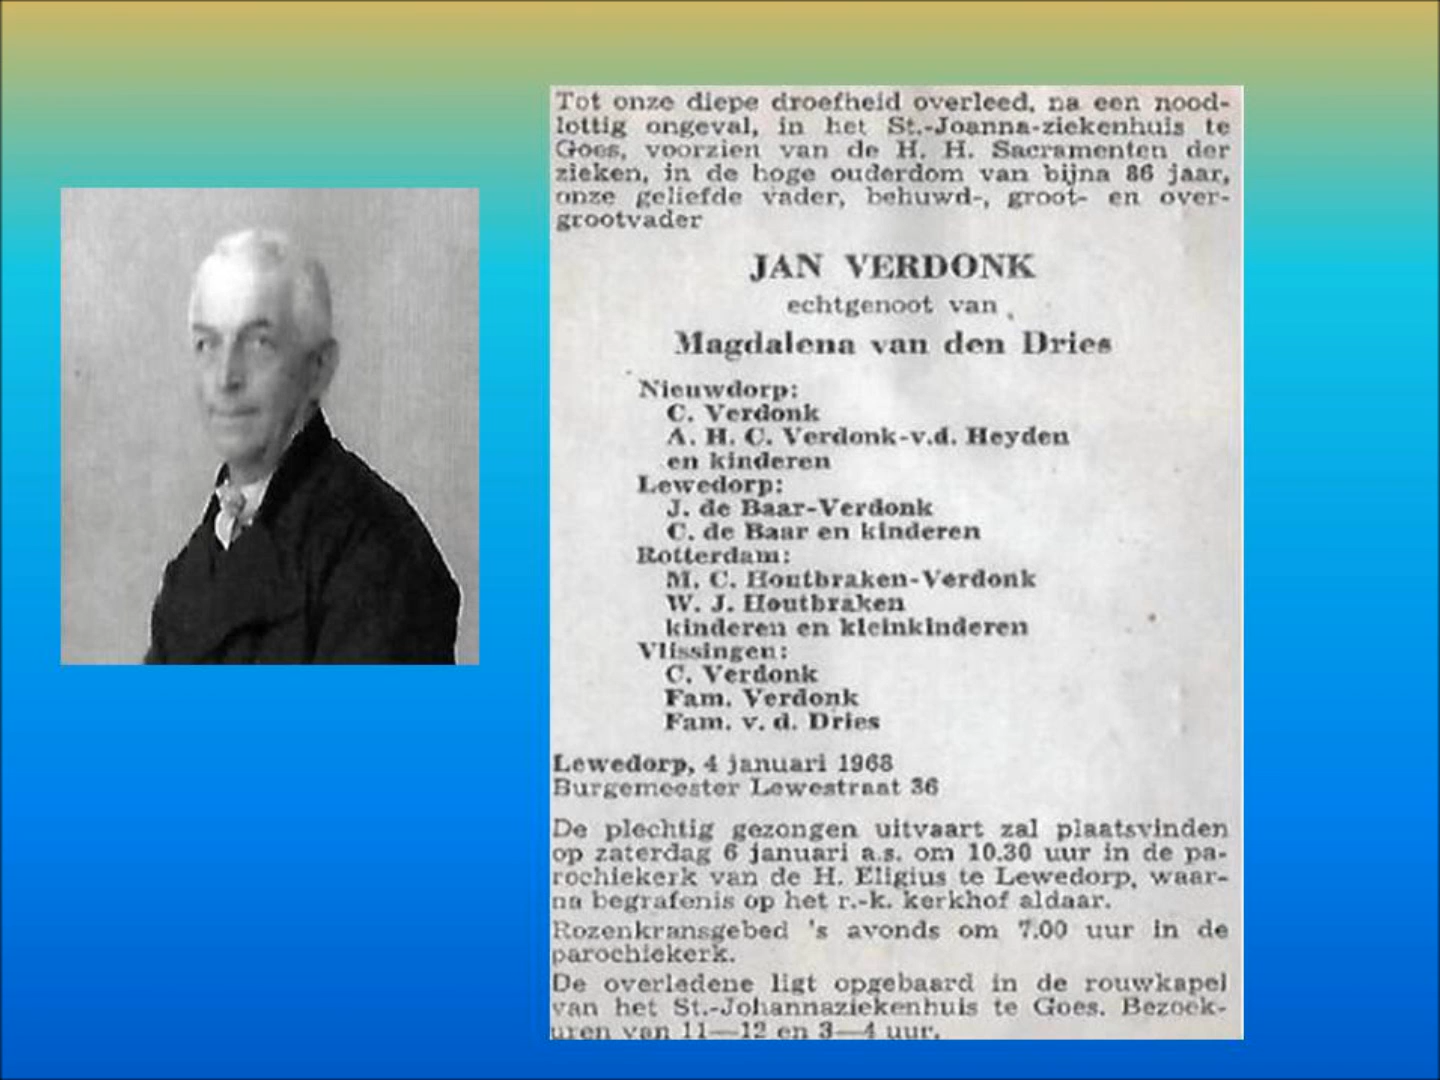 Tot onze diepe droefheid overleed, na een nood-
lottig ongeval, in het St.-Joanna-ziekenhuis te
Goes, voorzien van de H. H. Sacramenten der
zieken, in de hoge ouderdom van bijna 86 jaar,
onze geliefde vader, behuwd-, groot- en over-
grootvader
JAN VERDONK
echtgenoot van
Magdalena van den Dries
Nieuwdorp:
C. Verdonk
A. H. C. Verdonk-v.d. Heyden
en kinderen
Lewedorp:
J. de Baar-Verdonk
C. de Baar en kinderen
Rotterdam:
M. C. Houtbraken-Verdonk
W. J. Houtbraken
kinderen en kleinkinderen
Vlissingen:
C. Verdonk
Fam. Verdonk
Fam. v. d. Dries
Lewedorp, 4 januari 1968
Burgemeester Lewestraat 36
De plechtig gezongen uitvaart zal plaatsvinden
op zaterdag 6 januari a.s. om 10.30 uur in de pa-
rochiekerk van de H. Eligius te Lewedorp, waar-
na begrafenis op het r.-k. kerkhof aldaar.
Rozenkransgebed 's avonds om 7.00 uur in de
parochiekerk.
De overledene ligt opgebaard in de rouwkapel
van het St.-Johannaziekenhuis te Goes. Bezoek-
uren van 11—12 en 3—4 uur.